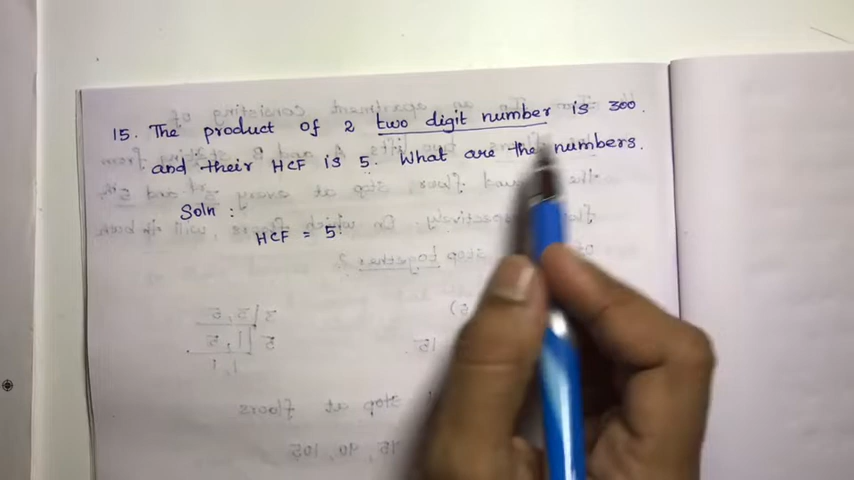 15. The product of 2 two digit number is 300.
and their HCF is 5. What are the numbers.
Soln :
HCF = 5